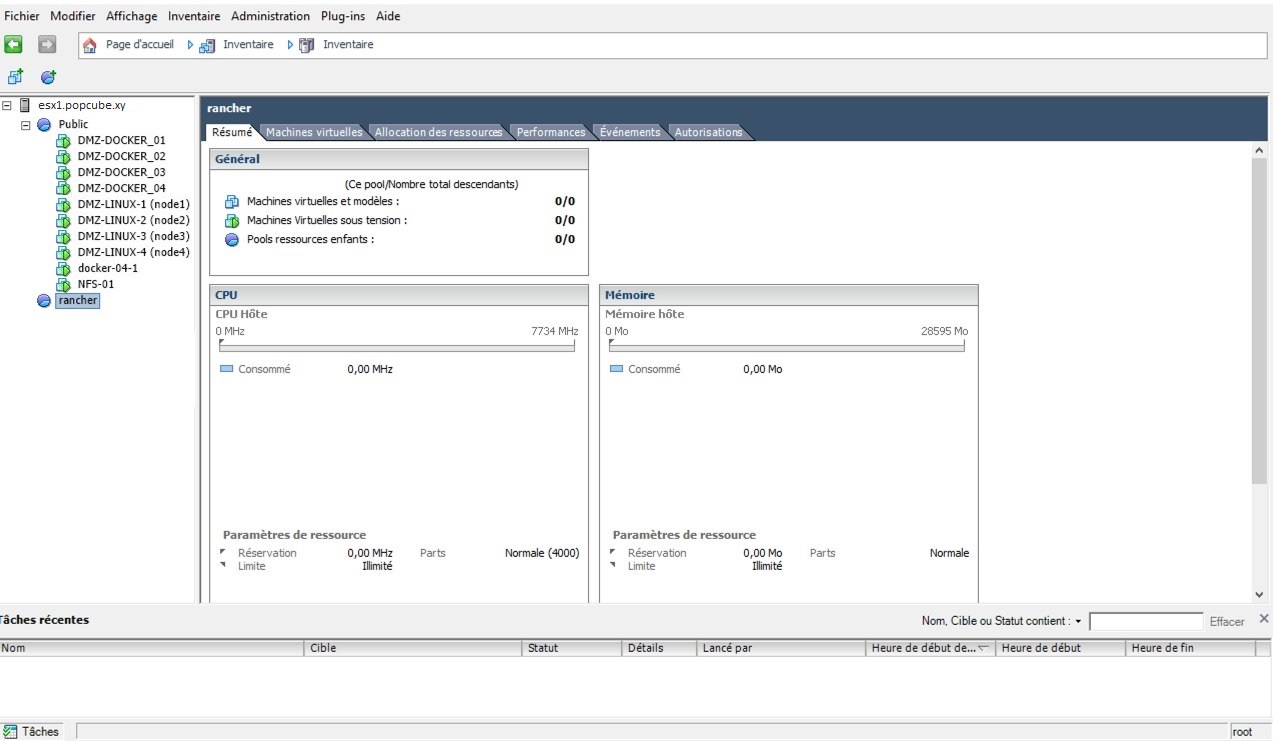 Fichier Modifier Affichage Inventaire Administration Plug-ins Aide
Page d'accueil Inventaire Inventaire
esx1.popcube.xy
Public
DMZ-DOCKER_01
DMZ-DOCKER_02
DMZ-DOCKER_03
DMZ-DOCKER_04
DMZ-LINUX-1 (node1)
DMZ-LINUX-2 (node2)
DMZ-LINUX-3 (node3)
DMZ-LINUX-4 (node4)
docker-04-1
NFS-01
rancher
rancher
Résumé Machines virtuelles Allocation des ressources Performances Événements Autorisations
Général
(Ce pool/Nombre total descendants)
Machines virtuelles et modèles : 0/0
Machines Virtuelles sous tension : 0/0
Pools ressources enfants : 0/0
CPU
CPU Hôte
0 MHz 7734 MHz
Consommé 0,00 MHz
Paramètres de ressource
Réservation 0,00 MHz Parts Normale (4000)
Limite Illimité
Mémoire
Mémoire hôte
0 Mo 28595 Mo
Consommé 0,00 Mo
Paramètres de ressource
Réservation 0,00 Mo Parts Normale
Limite Illimité
Tâches récentes Nom, Cible ou Statut contient : Effacer
Nom Cible Statut Détails Lancé par Heure de début de... Heure de début Heure de fin
Tâches root